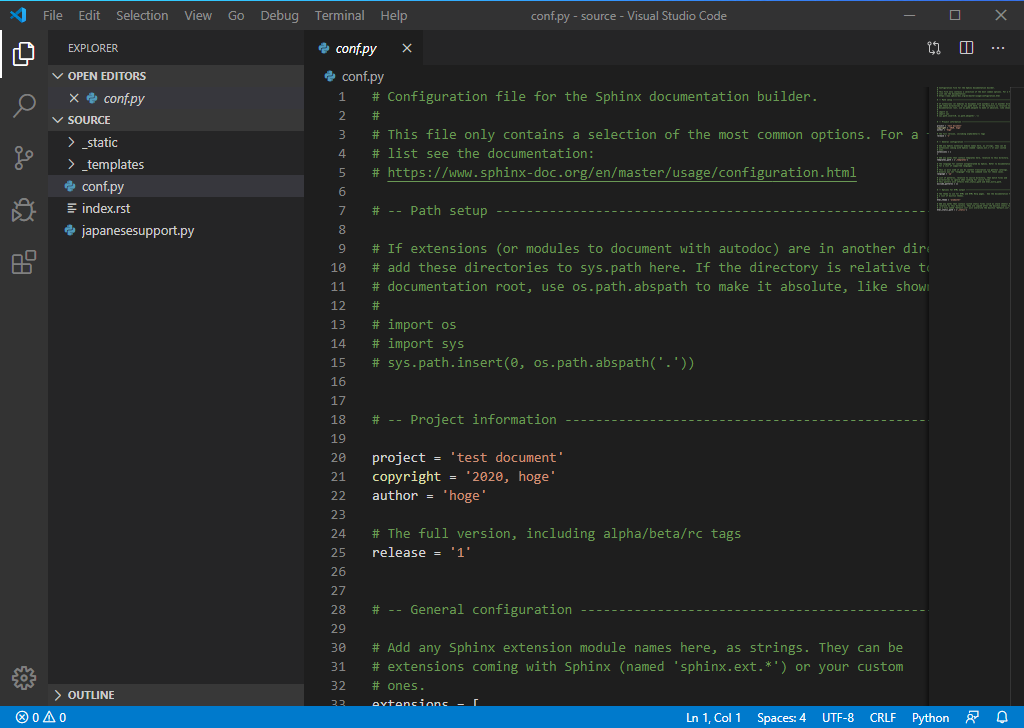 File Edit Selection View Go Debug Terminal Help conf.py - source - Visual Studio Code
EXPLORER
OPEN EDITORS
conf.py
SOURCE
_static
_templates
conf.py
index.rst
japanesesupport.py
OUTLINE
conf.py
conf.py
1 # Configuration file for the Sphinx documentation builder.
2 #
3 # This file only contains a selection of the most common options. For a
4 # list see the documentation:
5 # https://www.sphinx-doc.org/en/master/usage/configuration.html
6
7 # -- Path setup ---------------------------------------------------------
8
9 # If extensions (or modules to document with autodoc) are in another dire
10 # add these directories to sys.path here. If the directory is relative to
11 # documentation root, use os.path.abspath to make it absolute, like shown
12 #
13 # import os
14 # import sys
15 # sys.path.insert(0, os.path.abspath('.'))
16
17
18 # -- Project information ------------------------------------------------
19
20 project = 'test document'
21 copyright = '2020, hoge'
22 author = 'hoge'
23
24 # The full version, including alpha/beta/rc tags
25 release = '1'
26
27
28 # -- General configuration ----------------------------------------------
29
30 # Add any Sphinx extension module names here, as strings. They can be
31 # extensions coming with Sphinx (named 'sphinx.ext.*') or your custom
32 # ones.
33 extensions = [
0 0 Ln 1, Col 1 Spaces: 4 UTF-8 CRLF Python